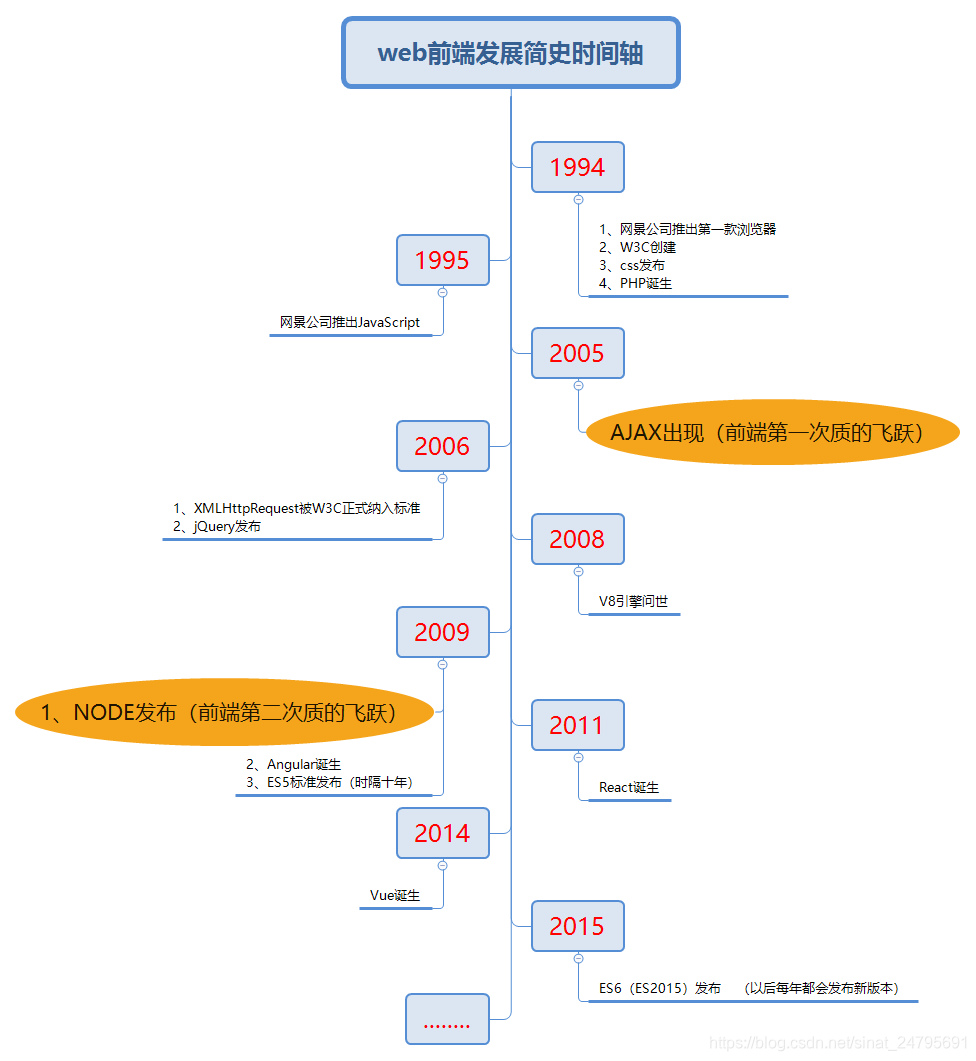 web前端发展简史时间轴
1994
1、网景公司推出第一款浏览器
2、W3C创建
3、css发布
4、PHP诞生
1995
网景公司推出JavaScript
2005
AJAX出现（前端第一次质的飞跃）
2006
1、XMLHttpRequest被W3C正式纳入标准
2、jQuery发布
2008
V8引擎问世
2009
1、NODE发布（前端第二次质的飞跃）
2、Angular诞生
3、ES5标准发布（时隔十年）
2011
React诞生
2014
Vue诞生
2015
ES6（ES2015）发布　（以后每年都会发布新版本）
........
https://blog.csdn.net/sinat_24795691